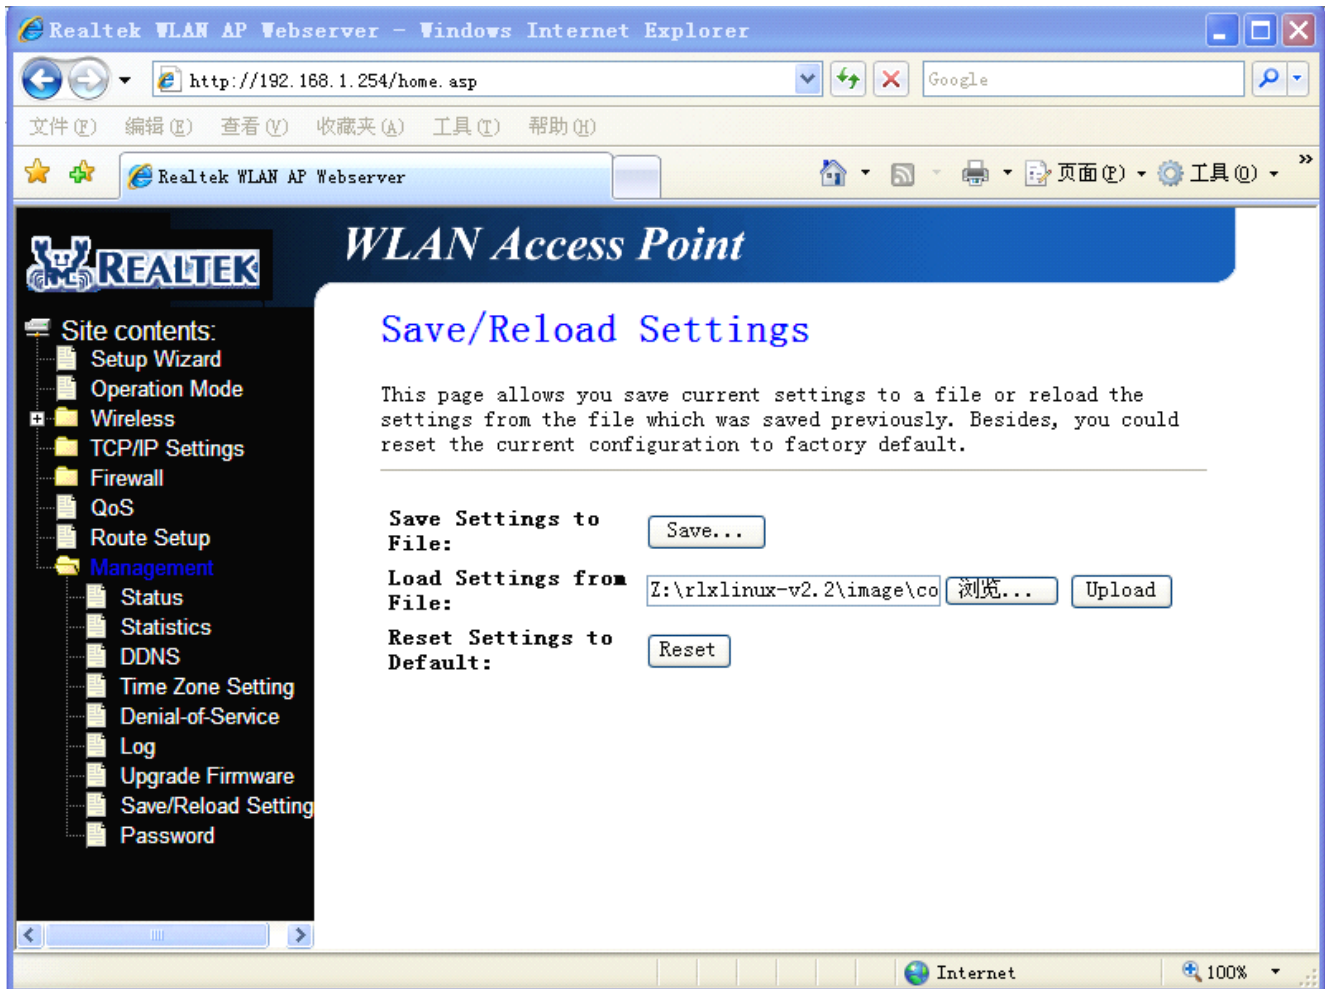 Realtek WLAN AP Webserver - Windows Internet Explorer
http://192.168.1.254/home.asp
Google
文件(F) 编辑(E) 查看(V) 收藏夹(A) 工具(T) 帮助(H)
Realtek WLAN AP Webserver
页面(P) 工具(O) »
REALTEK
WLAN Access Point
Site contents:
Setup Wizard
Operation Mode
Wireless
TCP/IP Settings
Firewall
QoS
Route Setup
Management
Status
Statistics
DDNS
Time Zone Setting
Denial-of-Service
Log
Upgrade Firmware
Save/Reload Setting
Password
Save/Reload Settings
This page allows you save current settings to a file or reload the
settings from the file which was saved previously. Besides, you could
reset the current configuration to factory default.
Save Settings to
File:
Save...
Load Settings from
File:
Z:\rlxlinux-v2.2\image\co 浏览... Upload
Reset Settings to
Default:
Reset
Internet 100%